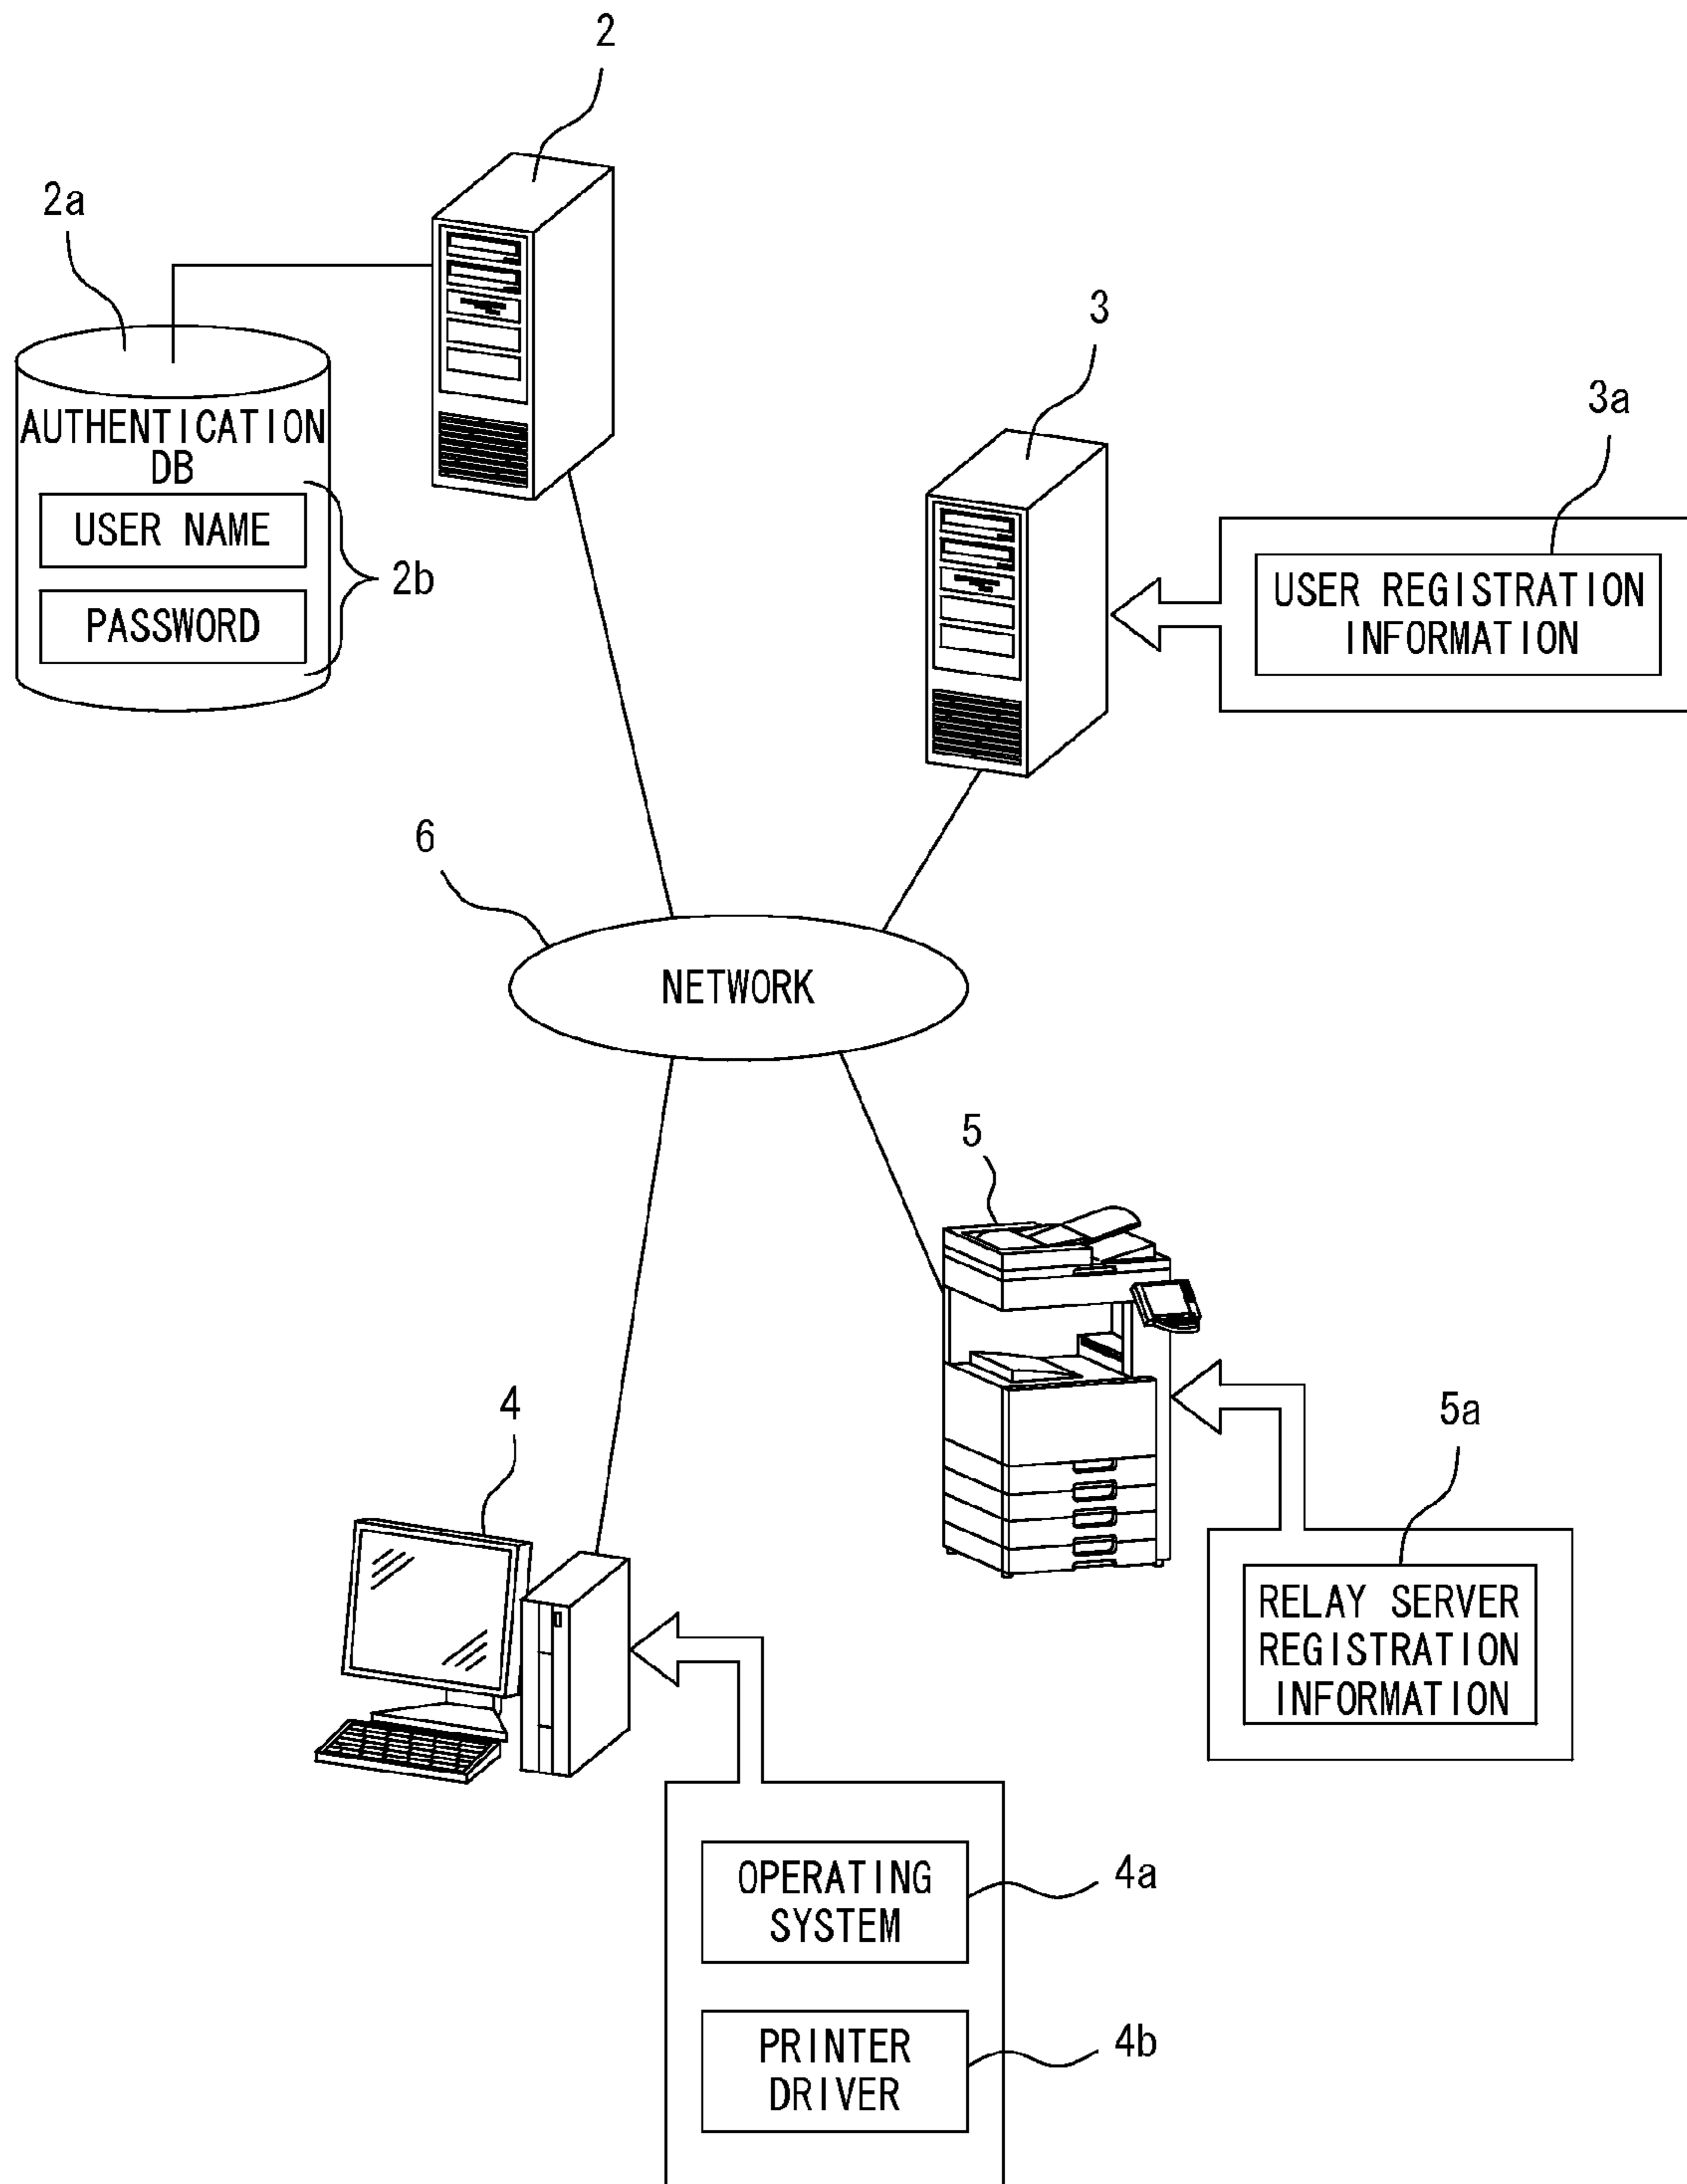 2
2a
AUTHENTICATION
DB
USER NAME
PASSWORD
2b
3
3a
USER REGISTRATION
INFORMATION
6
NETWORK
5
5a
RELAY SERVER
REGISTRATION
INFORMATION
4
OPERATING
SYSTEM
4a
PRINTER
DRIVER
4b